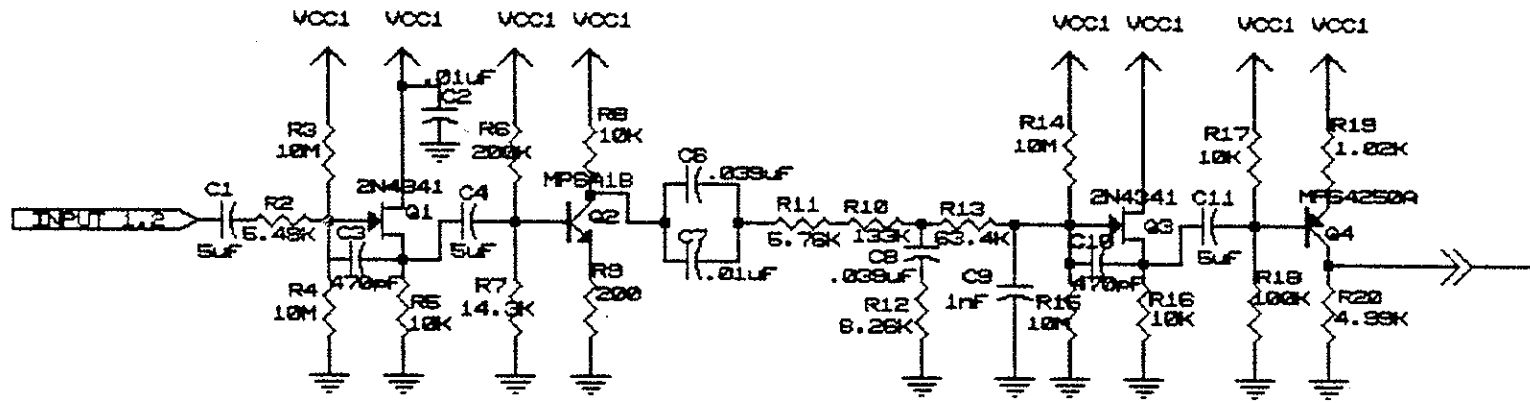 VCC1 VCC1 VCC1 VCC1 VCC1 VCC1 VCC1 VCC1
.01uF
C2
R3
10M
R6
200K
R8
10K
R14
10M
R17
10K
R19
1.02K
C1
5uF
R2
5.49K
2N4341
Q1
C3
470pF
C4
5uF
MPSA18
Q2
C6
.039uF
C7
.01uF
R11
5.76K
R10
133K
R13
63.4K
2N4341
Q3
C11
5uF
MPS4250A
Q4
INPUT 1,2
R4
10M
R5
10K
R7
14.3K
R9
200
C8
.039uF
R12
8.26K
C9
1nF
C10
470pF
R15
10M
R16
10K
R18
100K
R20
4.99K